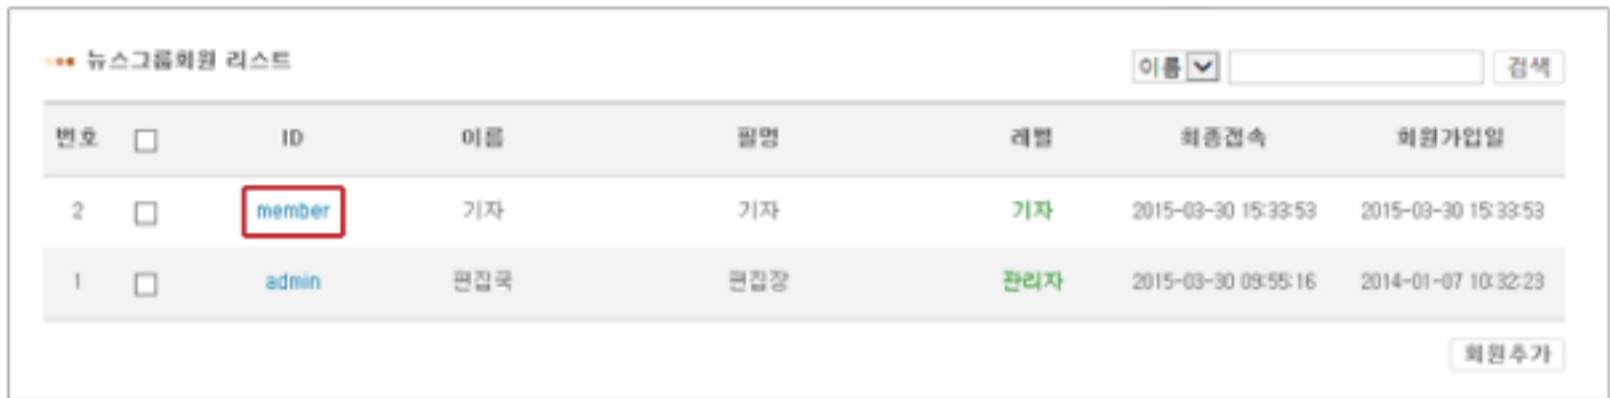 뉴스그룹회원 리스트
이름 검색
번호 ID 이름 필명 레벨 최종접속 회원가입일
2 member 기자 기자 기자 2015-03-30 15:33:53 2015-03-30 15:33:53
1 admin 편집국 편집장 관리자 2015-03-30 09:55:16 2014-01-07 10:32:23
회원추가